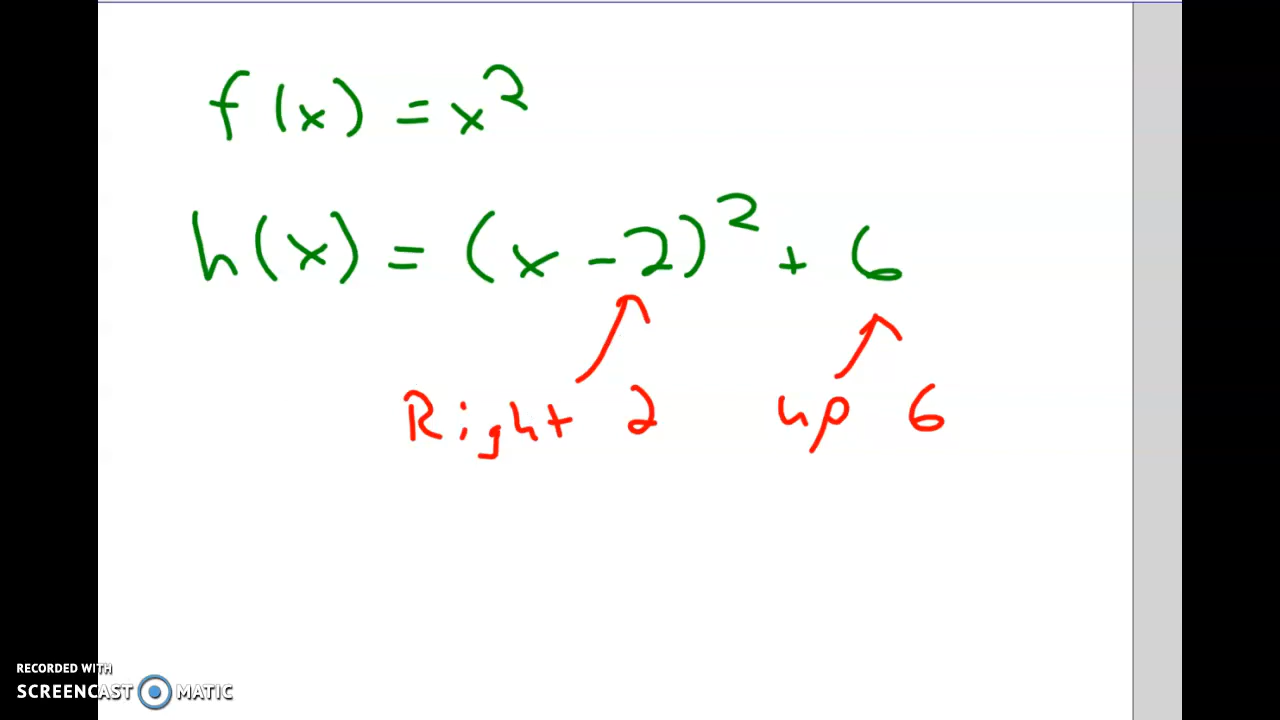 f(x) = x²
h(x) = (x - 2)² + 6
Right 2 up 6
RECORDED WITH
SCREENCAST MATIC